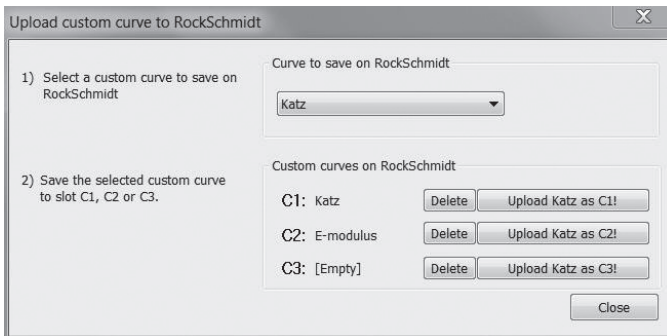 Upload custom curve to RockSchmidt
X
1) Select a custom curve to save on
RockSchmidt
Curve to save on RockSchmidt
Katz
2) Save the selected custom curve
to slot C1, C2 or C3.
Custom curves on RockSchmidt
C1: Katz Delete Upload Katz as C1!
C2: E-modulus Delete Upload Katz as C2!
C3: [Empty] Delete Upload Katz as C3!
Close